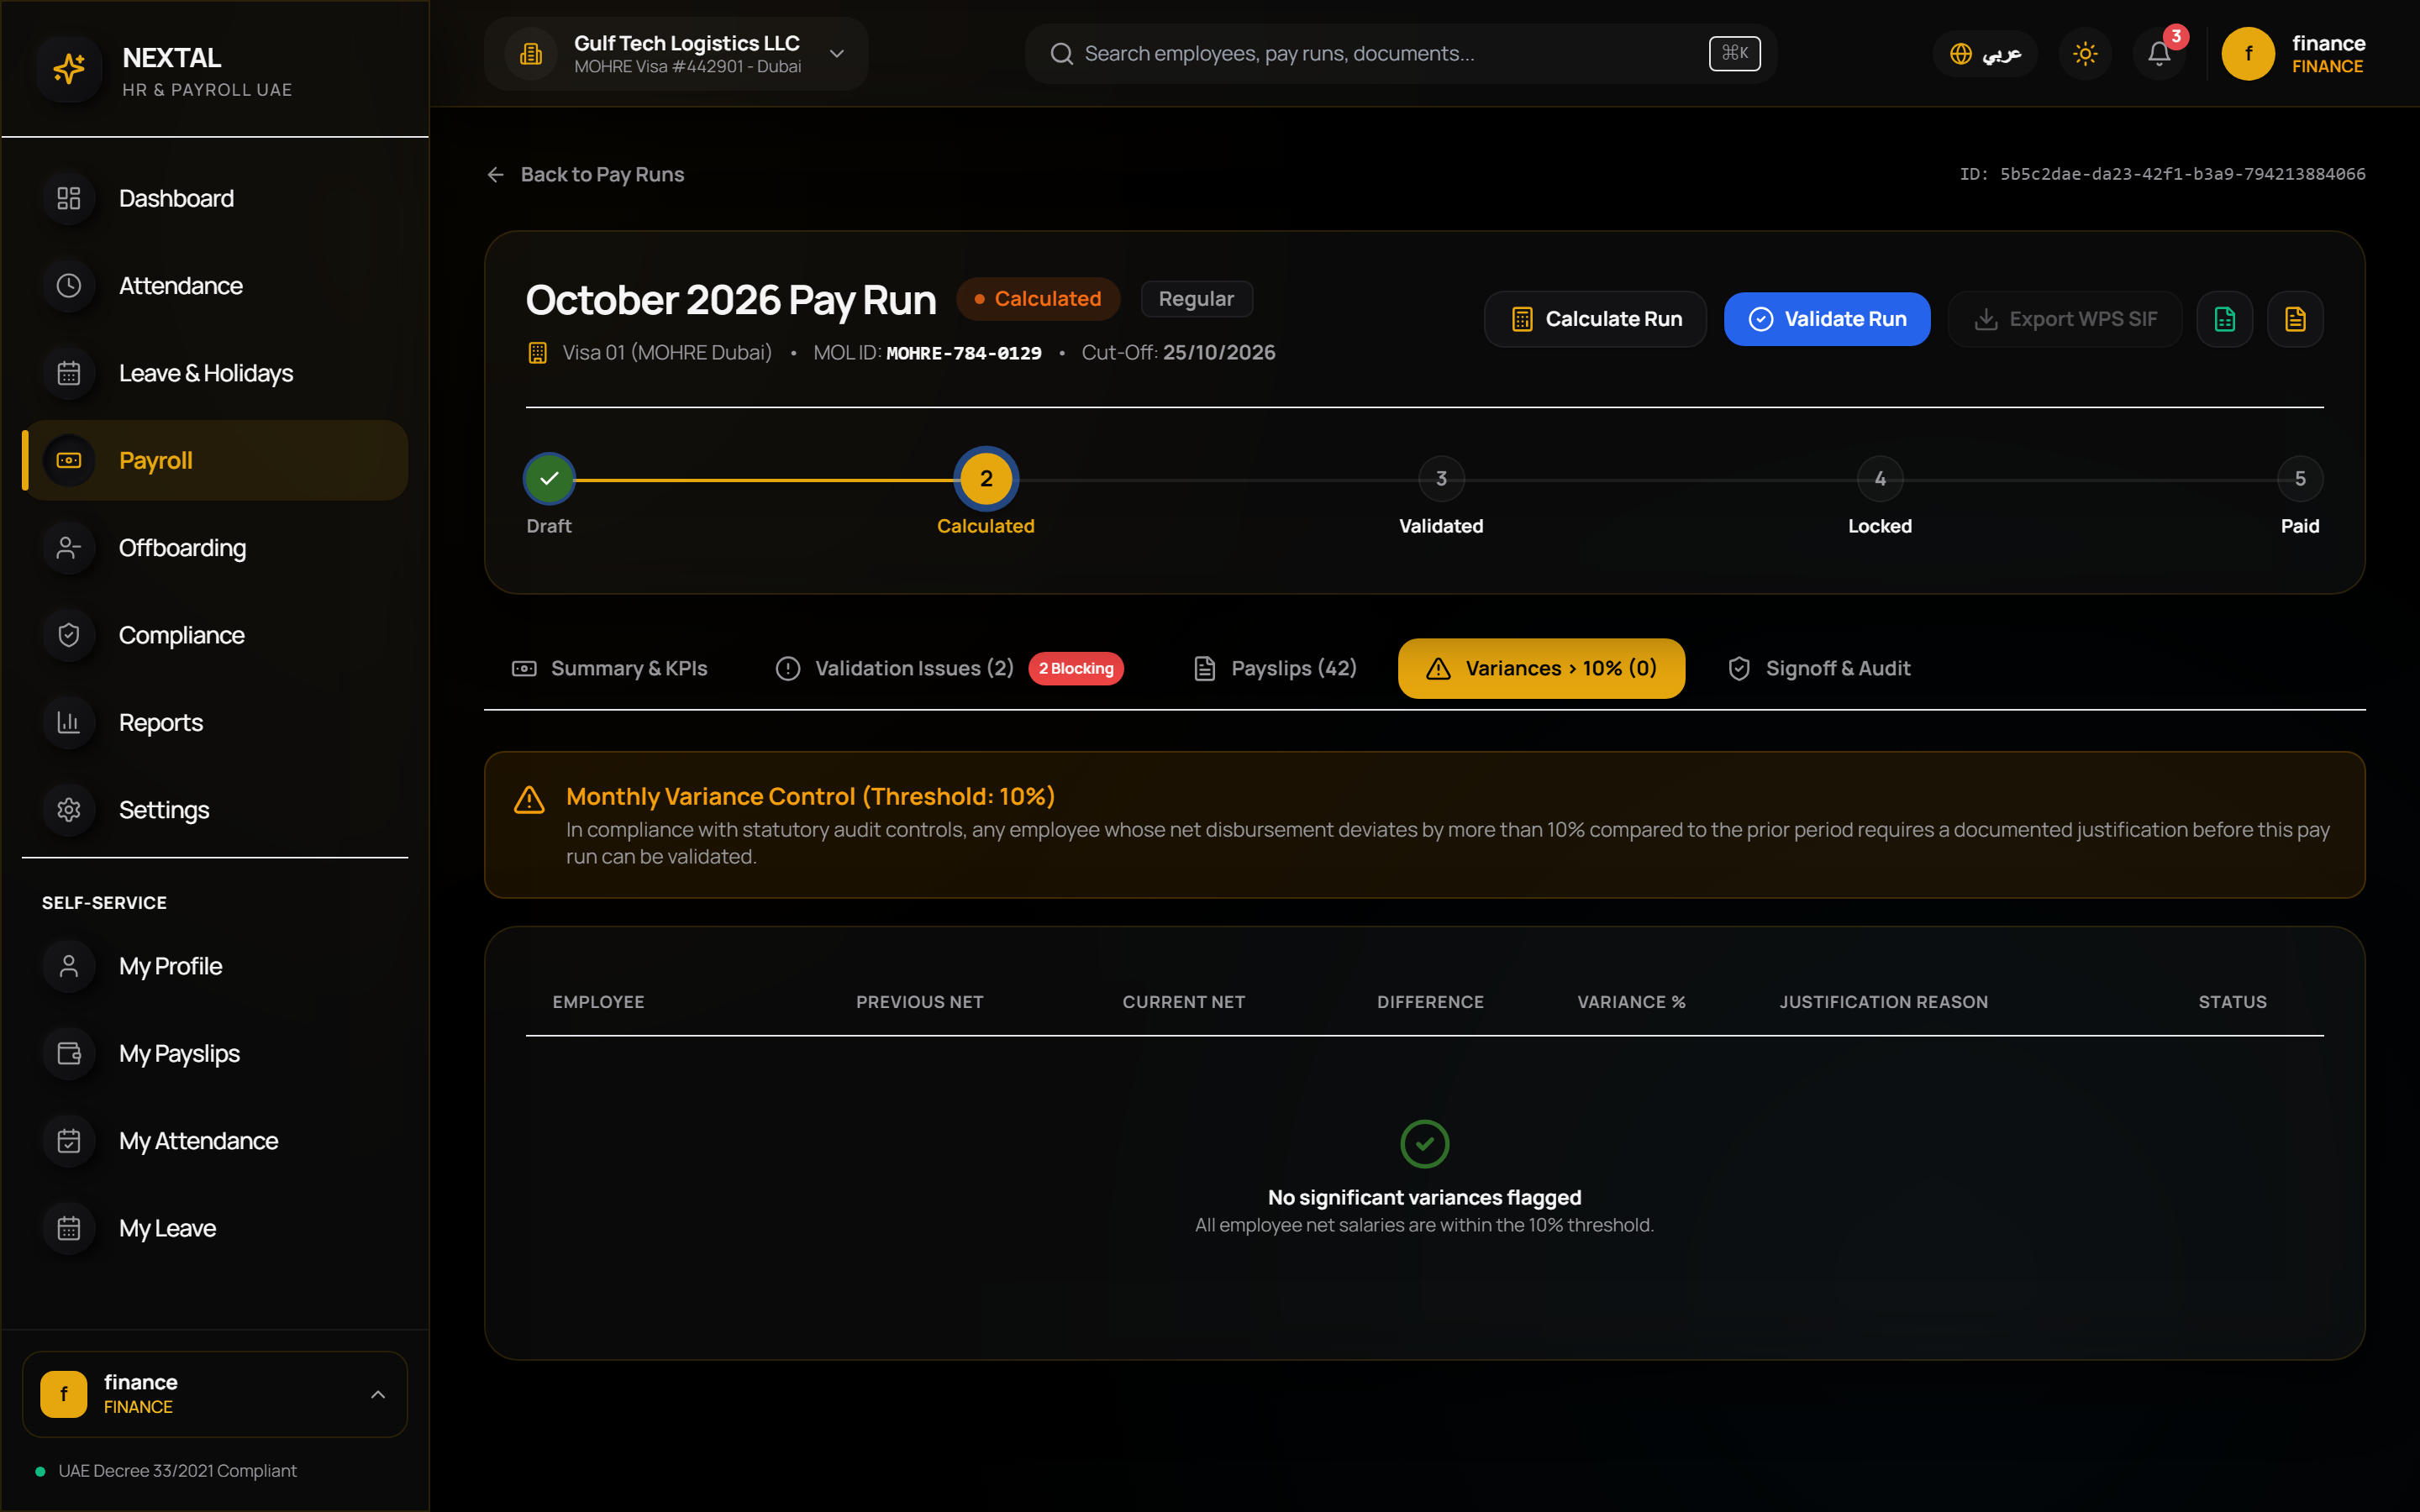 NEXTAL
HR & PAYROLL UAE
Dashboard
Attendance
Leave & Holidays
Payroll
Offboarding
Compliance
Reports
Settings
SELF-SERVICE
My Profile
My Payslips
My Attendance
My Leave
f
finance
FINANCE
UAE Decree 33/2021 Compliant
Gulf Tech Logistics LLC
MOHRE Visa #442901 - Dubai
Search employees, pay runs, documents...
⌘K
عربي
3
f
finance
FINANCE
Back to Pay Runs
ID: 5b5c2dae-da23-42f1-b3a9-794213884066
October 2026 Pay Run
Calculated
Regular
Visa 01 (MOHRE Dubai) • MOL ID: MOHRE-784-0129 • Cut-Off: 25/10/2026
Calculate Run
Validate Run
Export WPS SIF
2
3
4
5
Draft
Calculated
Validated
Locked
Paid
Summary & KPIs
Validation Issues (2)
2 Blocking
Payslips (42)
Variances > 10% (0)
Signoff & Audit
Monthly Variance Control (Threshold: 10%)
In compliance with statutory audit controls, any employee whose net disbursement deviates by more than 10% compared to the prior period requires a documented justification before this pay
run can be validated.
EMPLOYEE
PREVIOUS NET
CURRENT NET
DIFFERENCE
VARIANCE %
JUSTIFICATION REASON
STATUS
No significant variances flagged
All employee net salaries are within the 10% threshold.